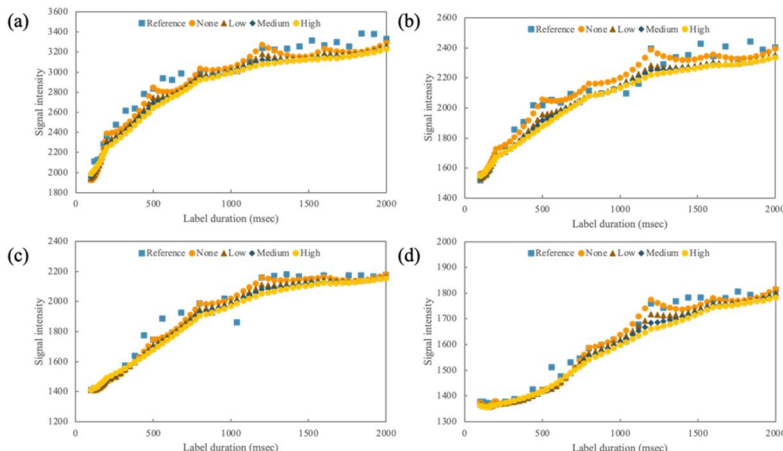 (a)
Reference None Low Medium High
3600
3400
3200
3000
2800
2600
2400
2200
2000
1800
Signal intensity
0 500 1000 1500 2000
Label duration (msec)
(b)
Reference None Low Medium High
2600
2400
2200
2000
1800
1600
1400
Signal intensity
0 500 1000 1500 2000
Label duration (msec)
(c)
Reference None Low Medium High
2400
2200
2000
1800
1600
1400
1200
Signal intensity
0 500 1000 1500 2000
Label duration (msec)
(d)
Reference None Low Medium High
2000
1900
1800
1700
1600
1500
1400
1300
Signal intensity
0 500 1000 1500 2000
Label duration (msec)